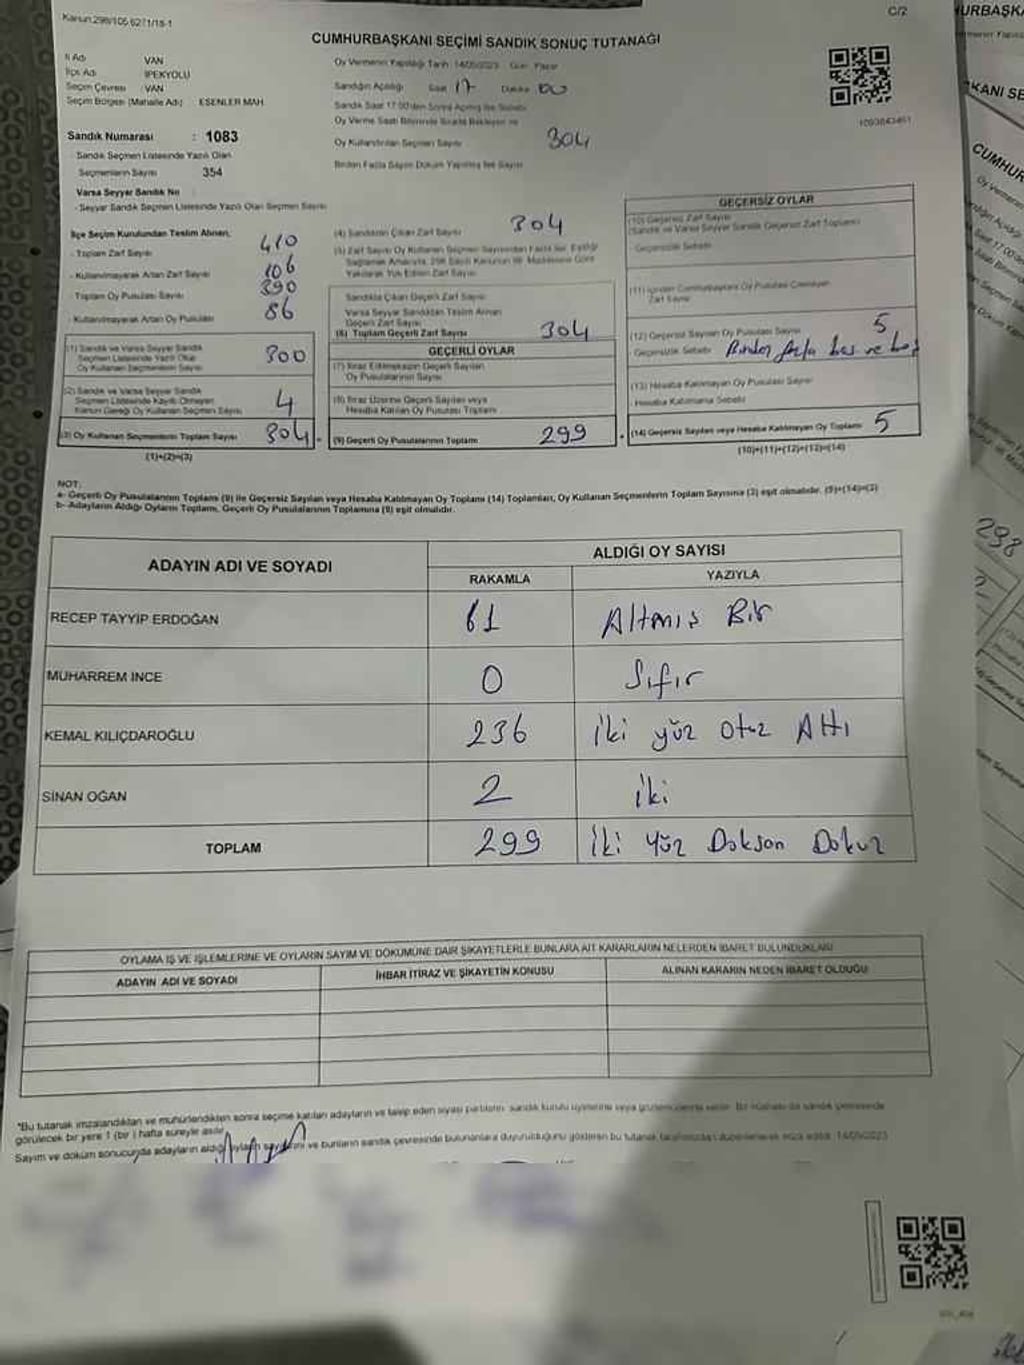 Kanun:298/105.6271/18-1
C/2
CUMHURBAŞKANI SEÇİMİ SANDIK SONUÇ TUTANAĞI
İl Adı VAN
İlçe Adı İPEKYOLU
Seçim Çevresi VAN
Seçim Bölgesi (Mahalle Adı) ESENLER MAH.
Sandık Numarası : 1083
Sandık Seçmen Listesinde Yazılı Olan
Seçmenlerin Sayısı 354
Varsa Seyyar Sandık No
- Seyyar Sandık Seçmen Listesinde Yazılı Olan Seçmen Sayısı
Oy Vermenin Yapıldığı Tarih: 14/05/2023 Gün: Pazar
Sandığın Açıldığı Saat 17 Dakika 00
Sandık Saat 17:00'den Sonra Açılmış İse Sebebi
Oy Verme Saati Bitiminde Sırada Bekleyen ve
Oy Kullandırılan Seçmen Sayısı 304
Birden Fazla Sayım Döküm Yapılmış İse Sayısı
1093843461
İlçe Seçim Kurulundan Teslim Alınan;
- Toplam Zarf Sayısı 410
- Kullanılmayarak Artan Zarf Sayısı 106
- Toplam Oy Pusulası Sayısı 390
- Kullanılmayarak Artan Oy Pusulası 86
(1) Sandık ve Varsa Seyyar Sandık
Seçmen Listesinde Yazılı Olup
Oy Kullanan Seçmenlerin Sayısı 300
(2) Sandık ve Varsa Seyyar Sandık
Seçmen Listesinde Kayıtlı Olmayan
Kanun Gereği Oy Kullanan Seçmen Sayısı 4
(3) Oy Kullanan Seçmenlerin Toplam Sayısı 304
(1)+(2)=(3)
(4) Sandıktan Çıkan Zarf Sayısı 304
(5) Zarf Sayısı Oy Kullanan Seçmen Sayısından Fazla İse, Eşitliği
Sağlamak Amacıyla, 298 Sayılı Kanunun 98. Maddesine Göre
Yakılarak Yok Edilen Zarf Sayısı
Sandıkta Çıkan Geçerli Zarf Sayısı
Varsa Seyyar Sandıktan Teslim Alınan
Geçerli Zarf Sayısı
(6) Toplam Geçerli Zarf Sayısı 304
GEÇERLİ OYLAR
(7) İtiraz Edilmeksizin Geçerli Sayılan
Oy Pusulalarının Sayısı
(8) İtiraz Üzerine Geçerli Sayılan veya
Hesaba Katılan Oy Pusulası Toplamı
(9) Geçerli Oy Pusulalarının Toplamı 299
GEÇERSİZ OYLAR
(10) Geçersiz Zarf Sayısı
(Sandık ve Varsa Seyyar Sandık Geçersiz Zarf Toplamı)
Geçersizlik Sebebi
(11) İçinden Cumhurbaşkanı Oy Pusulası Çıkmayan
Zarf Sayısı
(12) Geçersiz Sayılan Oy Pusulası Sayısı 5
Geçersizlik Sebebi Birden fazla bas ve boş
(13) Hesaba Katılmayan Oy Pusulası Sayısı
Hesaba Katılmama Sebebi
(14) Geçersiz Sayılan veya Hesaba Katılmayan Oy Toplamı 5
(10)+(11)+(12)+(13)=(14)
NOT:
a- Geçerli Oy Pusulalarının Toplamı (9) ile Geçersiz Sayılan veya Hesaba Katılmayan Oy Toplamı (14) Toplamları, Oy Kullanan Seçmenlerin Toplam Sayısına (3) eşit olmalıdır. (9)+(14)=(3)
b- Adayların Aldığı Oyların Toplamı, Geçerli Oy Pusulalarının Toplamına (9) eşit olmalıdır.
ADAYIN ADI VE SOYADI
ALDIĞI OY SAYISI
RAKAMLA YAZIYLA
RECEP TAYYİP ERDOĞAN 61 Altmış Bir
MUHARREM İNCE 0 Sıfır
KEMAL KILIÇDAROĞLU 236 iki yüz otuz Altı
SİNAN OĞAN 2 iki
TOPLAM 299 İki Yüz Doksan Dokuz
OYLAMA İŞ VE İŞLEMLERİNE VE OYLARIN SAYIM VE DÖKÜMÜNE DAİR ŞİKAYETLERLE BUNLARA AİT KARARLARIN NELERDEN İBARET BULUNDUKLARI
ADAYIN ADI VE SOYADI İHBAR İTİRAZ VE ŞİKAYETİN KONUSU ALINAN KARARIN NEDEN İBARET OLDUĞU
*Bu tutanak imzalandıktan ve mühürlendikten sonra seçime katılan adayların ve talep eden siyasi partilerin sandık kurulu üyelerine veya gözlemcilerine verilir. Bir nüshası da sandık çevresinde
görülecek bir yere 1 (bir) hafta süreyle asılır.
Sayım ve döküm sonucunda adayların aldığı oyların sayılarını ve bunların sandık çevresinde bulunanlara duyurulduğunu gösteren bu tutanak tarafımızdan düzenlenerek imza edildi. 14/05/2023
298